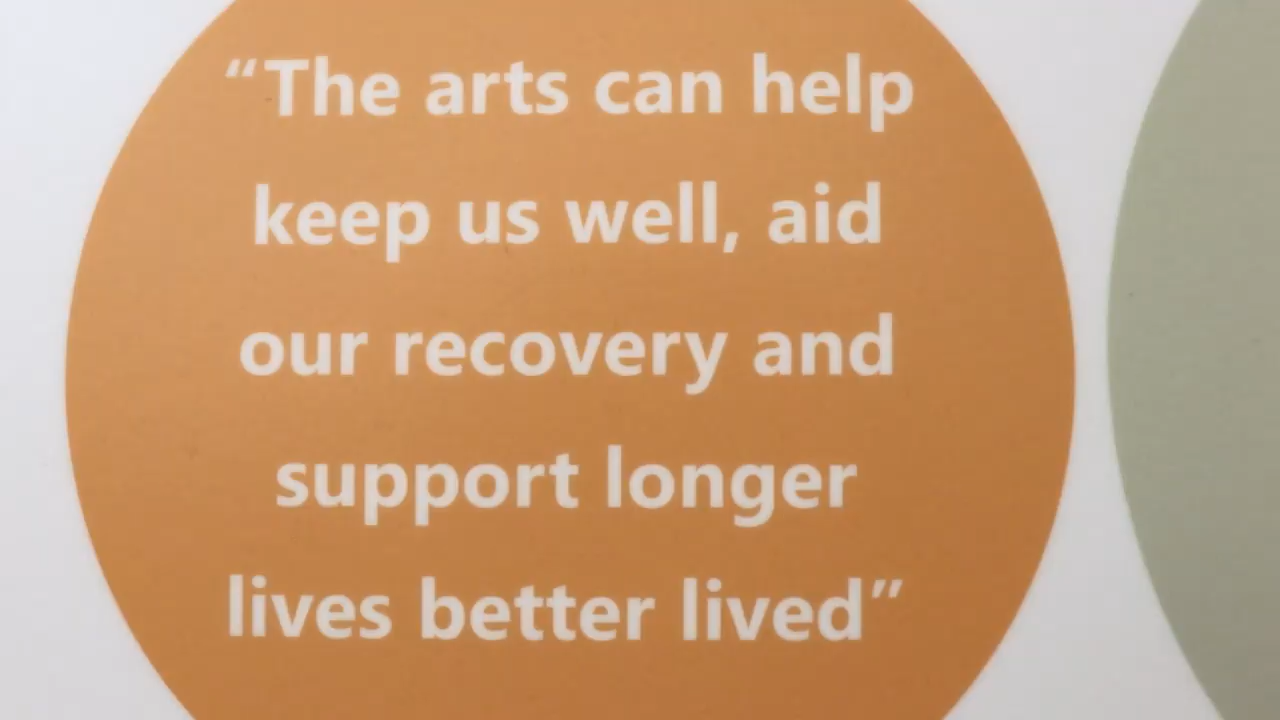 “The arts can help
keep us well, aid
our recovery and
support longer
lives better lived”